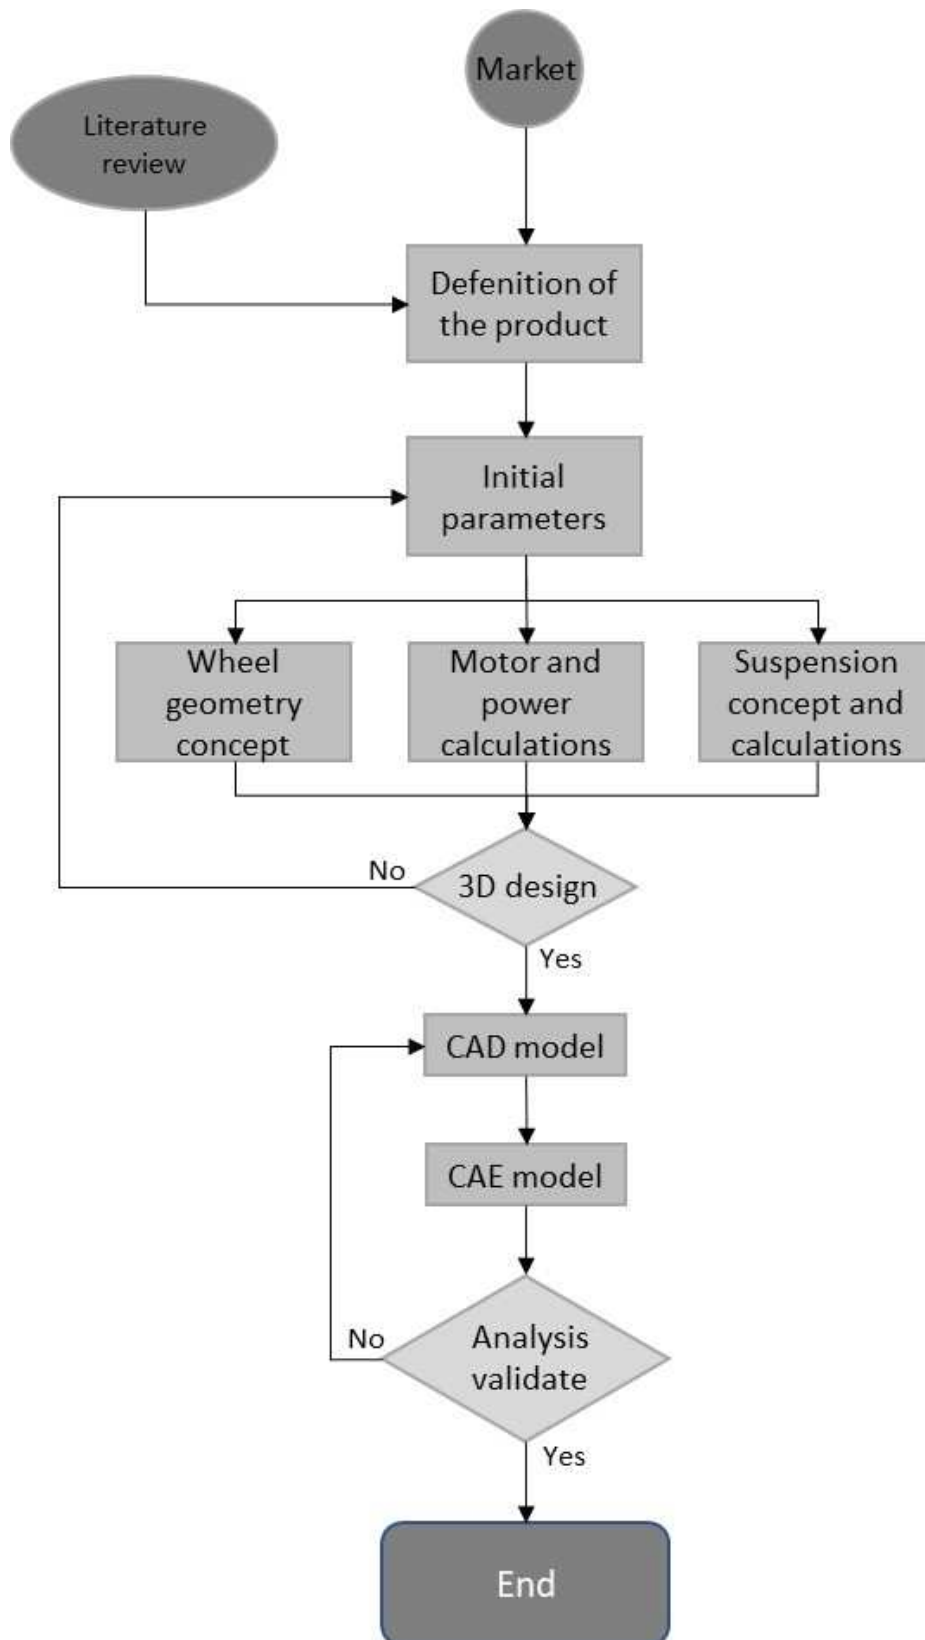 Market
Literature
review
Defenition of
the product
Initial
parameters
Wheel
geometry
concept
Motor and
power
calculations
Suspension
concept and
calculations
No
3D design
Yes
CAD model
CAE model
No
Analysis
validate
Yes
End